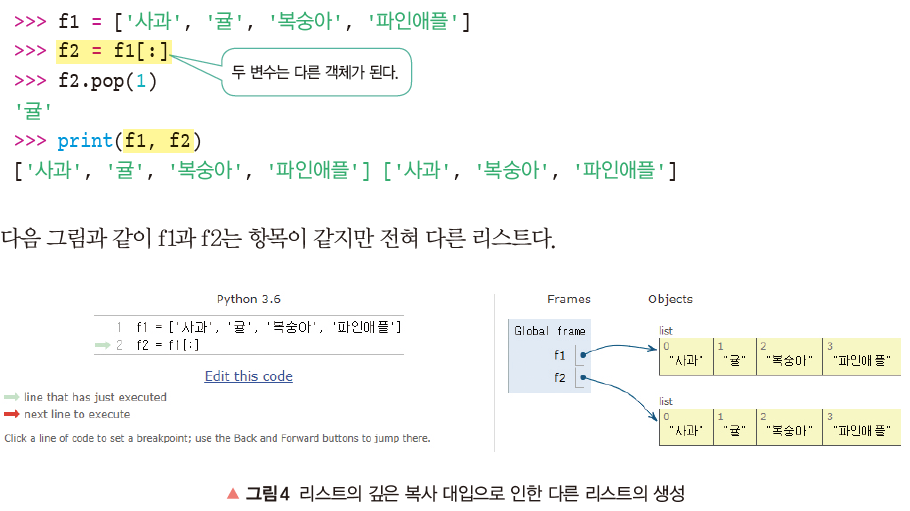 >>> f1 = ['사과', '귤', '복숭아', '파인애플']
>>> f2 = f1[:]
두 변수는 다른 객체가 된다.
>>> f2.pop(1)
'귤'
>>> print(f1, f2)
['사과', '귤', '복숭아', '파인애플'] ['사과', '복숭아', '파인애플']
다음 그림과 같이 f1과 f2는 항목이 같지만 전혀 다른 리스트다.
Python 3.6
1 f1 = ['사과', '귤', '복숭아', '파인애플']
2 f2 = f1[:]
Edit this code
line that has just executed
next line to execute
Click a line of code to set a breakpoint; use the Back and Forward buttons to jump there.
Frames
Objects
Global frame
f1
f2
list
0 1 2 3
"사과" "귤" "복숭아" "파인애플"
list
0 1 2 3
"사과" "귤" "복숭아" "파인애플"
▲ 그림 4 리스트의 깊은 복사 대입으로 인한 다른 리스트의 생성